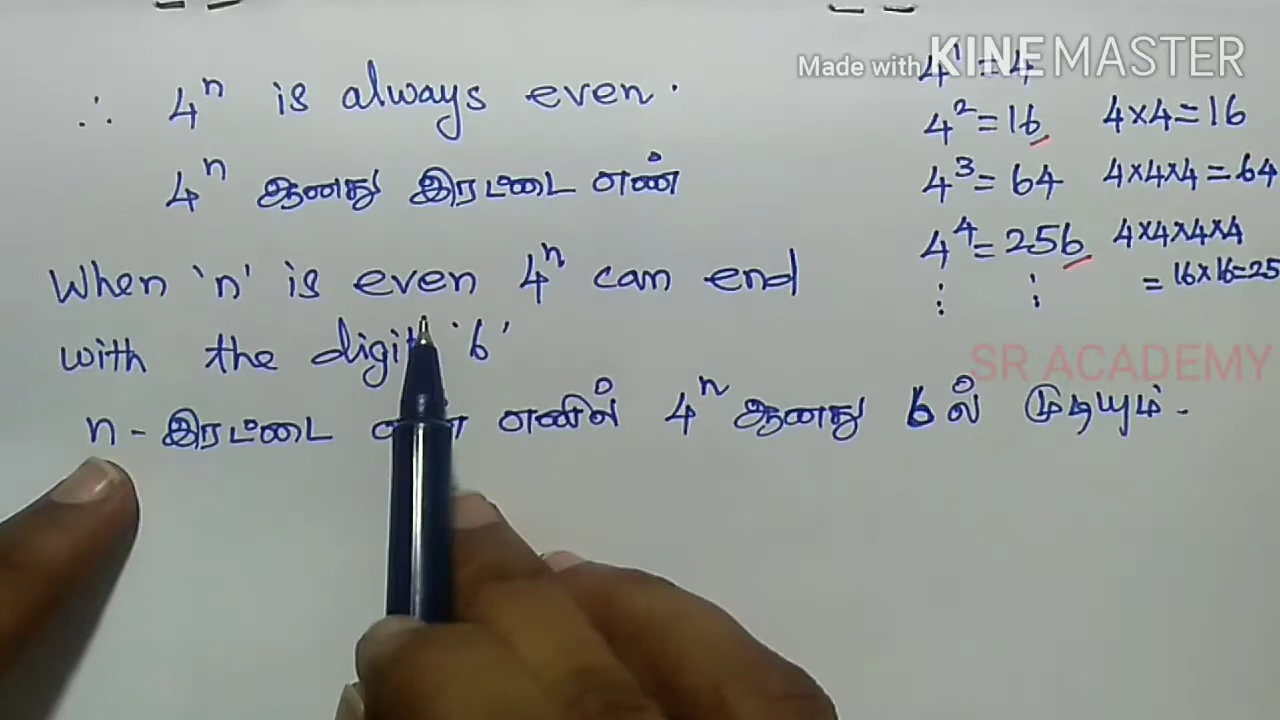 ∴ 4ⁿ is always even.
4ⁿ ஆனது இரட்டை எண்
When 'n' is even 4ⁿ can end
with the digit '6'
n - இரட்டை எனில் 4ⁿ ஆனது 6ல் முடியும்.
Made with KINEMASTER
4¹ = 4
4² = 16 4×4=16
4³ = 64 4×4×4 = 64
4⁴ = 256 4×4×4×4
⋮ ⋮ = 16×16=25
SR ACADEMY